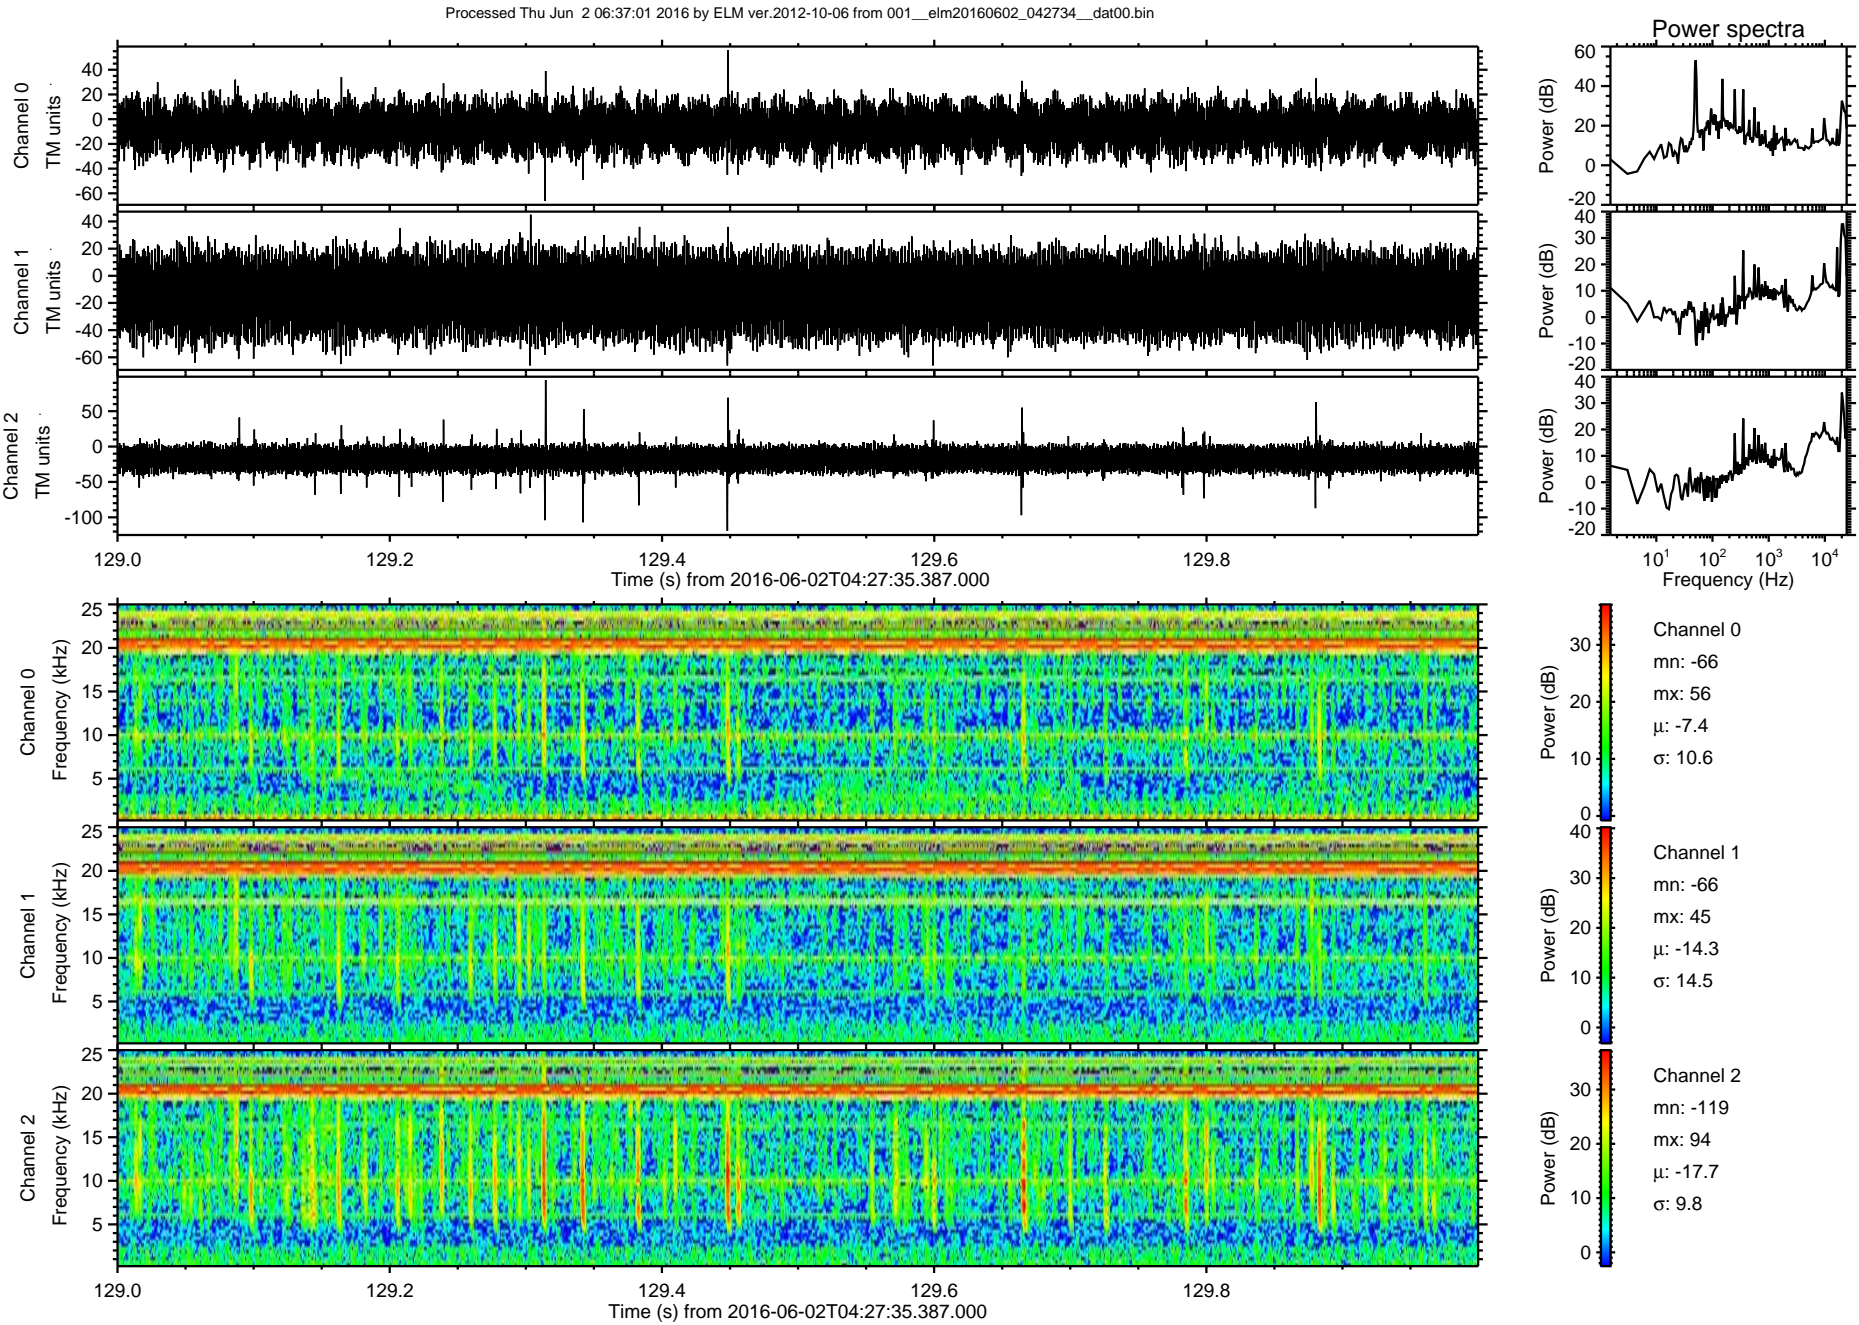 Processed Thu Jun  2 06:37:01 2016 by ELM ver.2012-10-06 from 001__elm20160602_042734__dat00.bin
Power spectra
Channel 0
TM units
40
20
0
-20
-40
-60
Power (dB)
60
40
20
0
-20
Channel 1
TM units
40
20
0
-20
-40
-60
Power (dB)
40
30
20
10
0
-10
-20
Channel 2
TM units
50
0
-50
-100
Power (dB)
40
30
20
10
0
-10
-20
129.0 129.2 129.4 129.6 129.8
Time (s) from 2016-06-02T04:27:35.387.000
10^1 10^2 10^3 10^4
Frequency (Hz)
Channel 0
Frequency (kHz)
25
20
15
10
5
Power (dB)
30
20
10
0
Channel 0
mn: -66
mx: 56
μ: -7.4
σ: 10.6
Channel 1
Frequency (kHz)
25
20
15
10
5
Power (dB)
40
30
20
10
0
Channel 1
mn: -66
mx: 45
μ: -14.3
σ: 14.5
Channel 2
Frequency (kHz)
25
20
15
10
5
Power (dB)
30
20
10
0
Channel 2
mn: -119
mx: 94
μ: -17.7
σ: 9.8
129.0 129.2 129.4 129.6 129.8
Time (s) from 2016-06-02T04:27:35.387.000